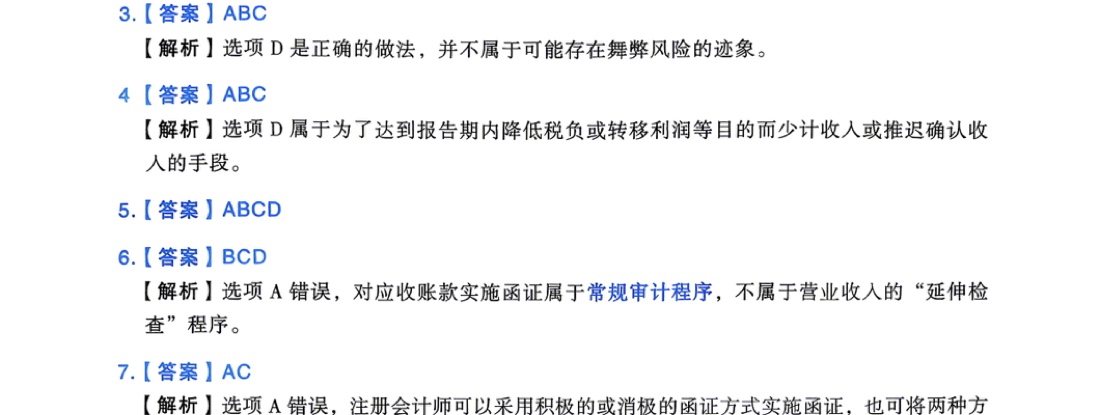 3.【答案】ABC
【解析】选项 D 是正确的做法，并不属于可能存在舞弊风险的迹象。
4 【答案】ABC
【解析】选项 D 属于为了达到报告期内降低税负或转移利润等目的而少计收入或推迟确认收
入的手段。
5.【答案】ABCD
6.【答案】BCD
【解析】选项 A 错误，对应收账款实施函证属于常规审计程序，不属于营业收入的“延伸检
查”程序。
7.【答案】AC
【解析】选项 A 错误，注册会计师可以采用积极的或消极的函证方式实施函证，也可将两种方